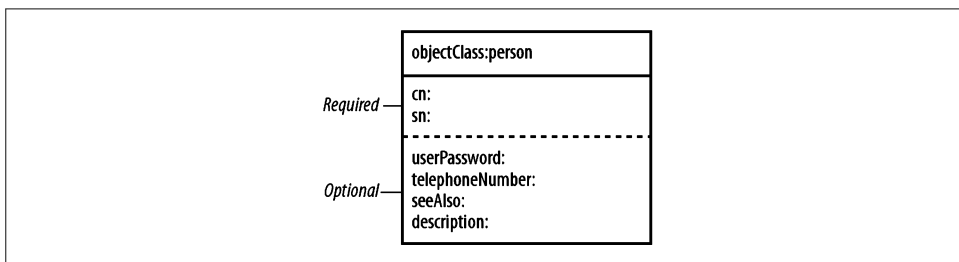 objectClass:person
Required
cn:
sn:
Optional
userPassword:
telephoneNumber:
seeAlso:
description: